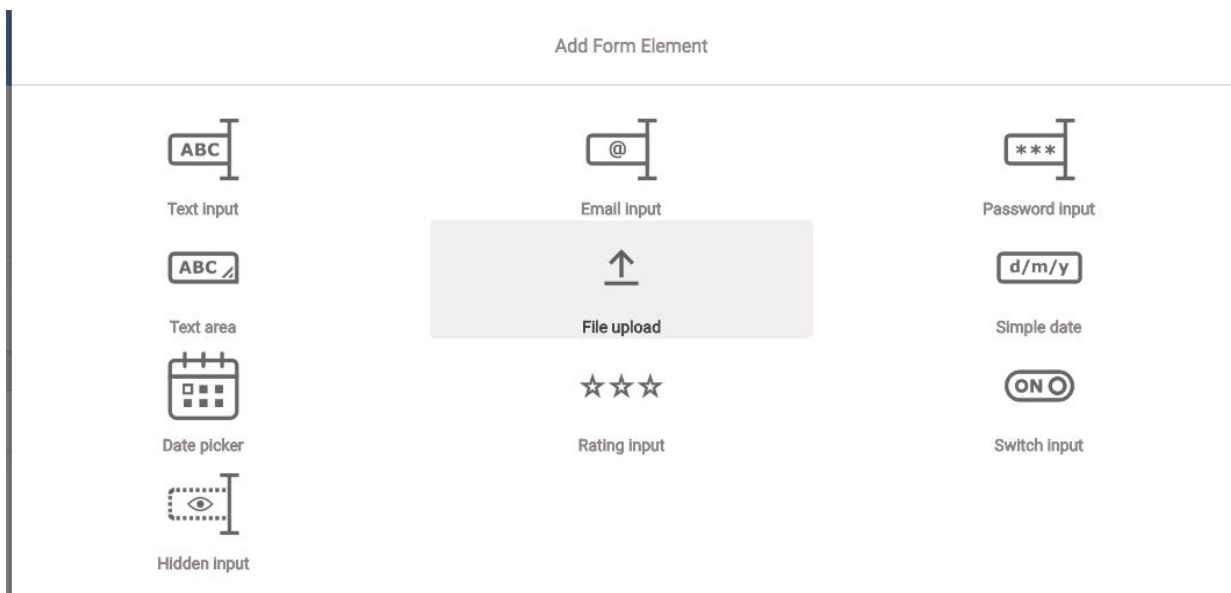 Add Form Element
ABC
@
***
Text input
Email input
Password input
ABC
d/m/y
Text area
File upload
Simple date
ON
Date picker
Rating input
Switch input
Hidden input